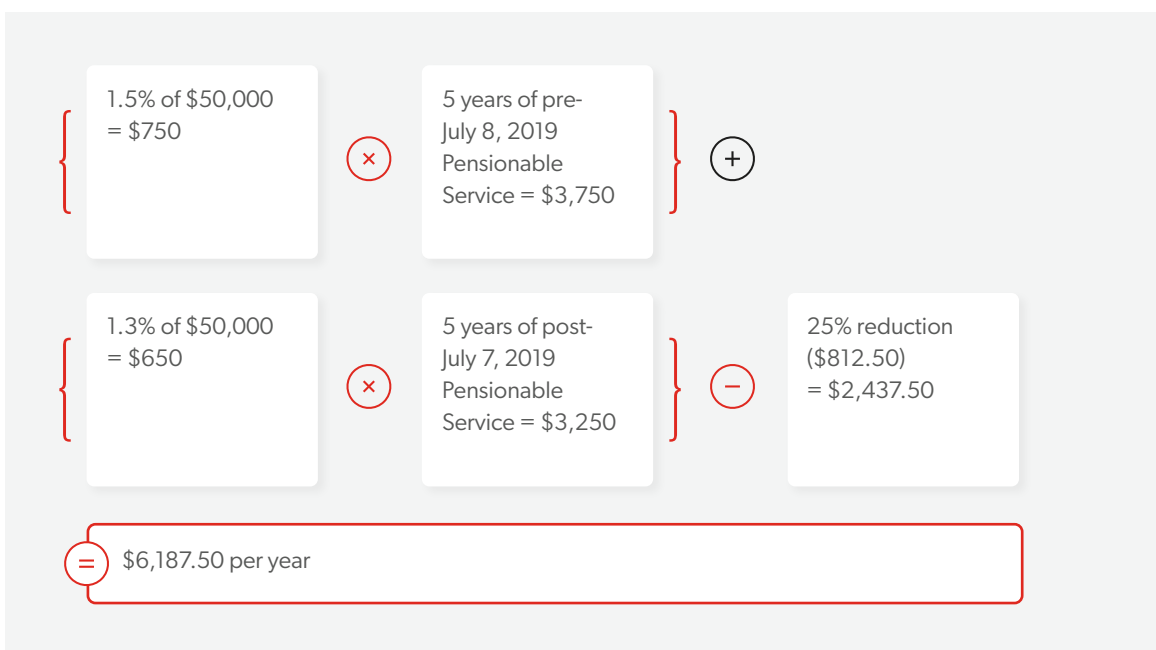 1.5% of $50,000
= $750
×
5 years of pre-
July 8, 2019
Pensionable
Service = $3,750
+
1.3% of $50,000
= $650
×
5 years of post-
July 7, 2019
Pensionable
Service = $3,250
−
25% reduction
($812.50)
= $2,437.50
=
$6,187.50 per year